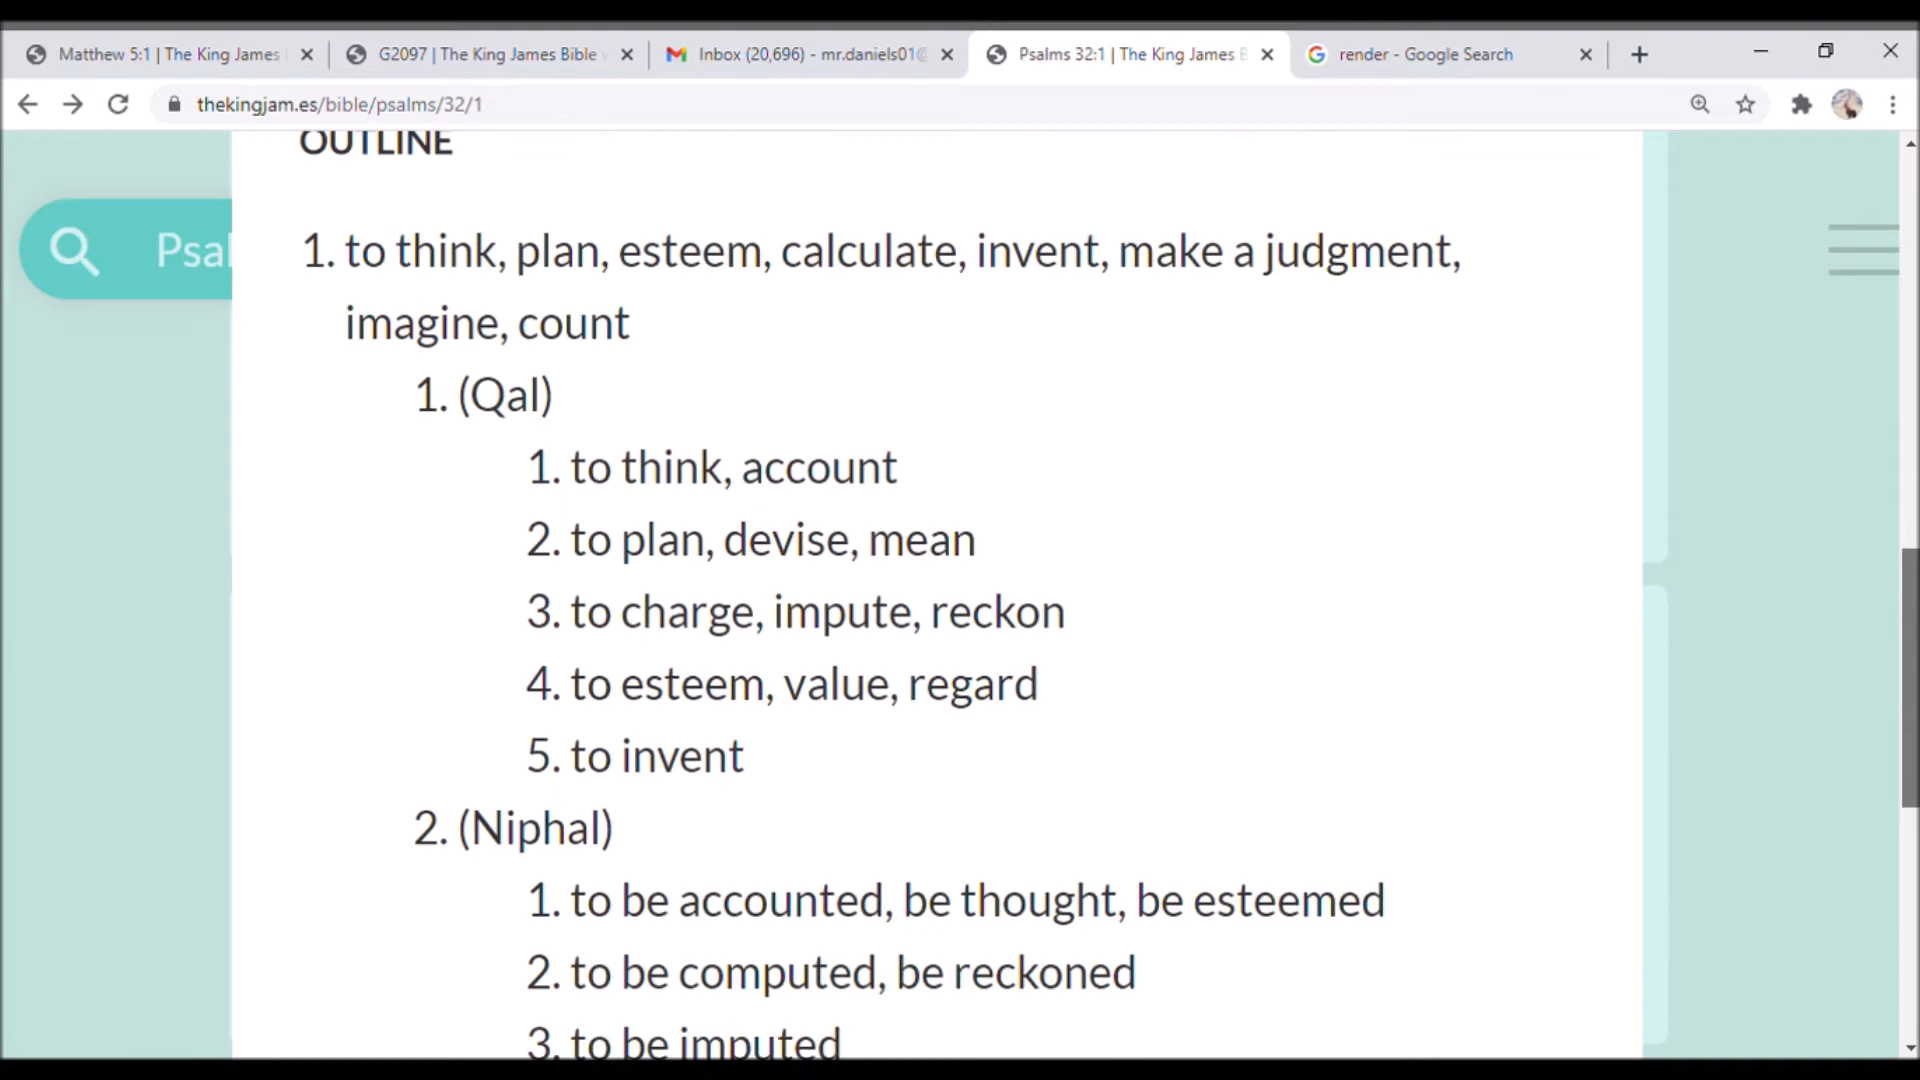 Matthew 5:1 | The King James
G2097 | The King James Bible
Inbox (20,696) - mr.daniels01@
Psalms 32:1 | The King James B
render - Google Search
thekingjam.es/bible/psalms/32/1
OUTLINE
Psal
1. to think, plan, esteem, calculate, invent, make a judgment,
imagine, count
1. (Qal)
1. to think, account
2. to plan, devise, mean
3. to charge, impute, reckon
4. to esteem, value, regard
5. to invent
2. (Niphal)
1. to be accounted, be thought, be esteemed
2. to be computed, be reckoned
3. to be imputed